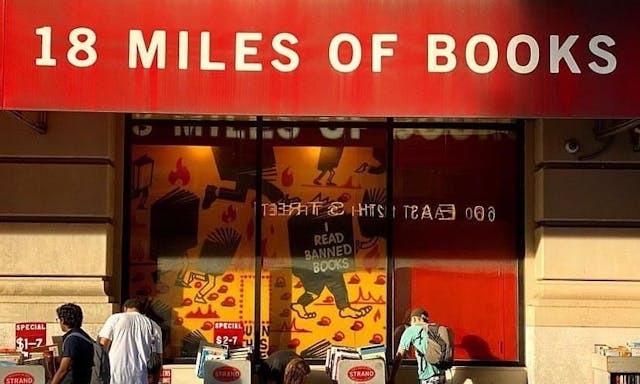 18 MILES OF BOOKS
I
READ
BANNED
BOOKS
SPECIAL
$1-7
SPECIAL
$2-7
STRAND
STRAND
STRAND